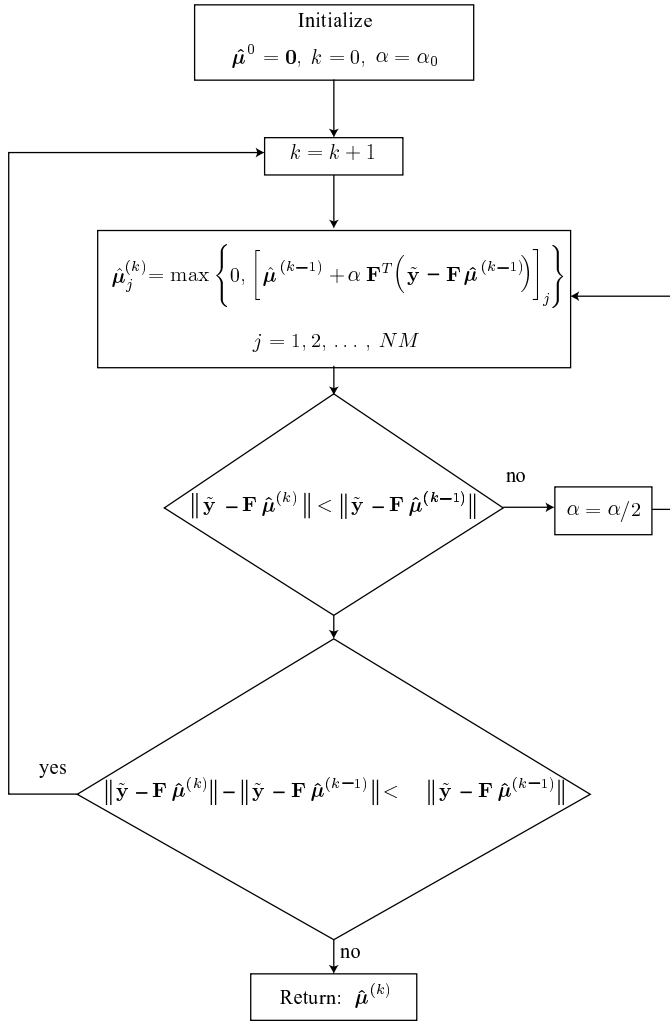 Initialize
μ̂⁰ = 0, k = 0, α = α₀
k = k + 1
μ̂ⱼ⁽ᵏ⁾ = max {0, [μ̂⁽ᵏ⁻¹⁾ + α Fᵀ(ỹ − F μ̂⁽ᵏ⁻¹⁾)]ⱼ}
j = 1, 2, … , NM
no
‖ỹ − F μ̂⁽ᵏ⁾‖ < ‖ỹ − F μ̂⁽ᵏ⁻¹⁾‖
α = α/2
yes
‖ỹ − F μ̂⁽ᵏ⁾‖ − ‖ỹ − F μ̂⁽ᵏ⁻¹⁾‖ < ‖ỹ − F μ̂⁽ᵏ⁻¹⁾‖
no
Return: μ̂⁽ᵏ⁾